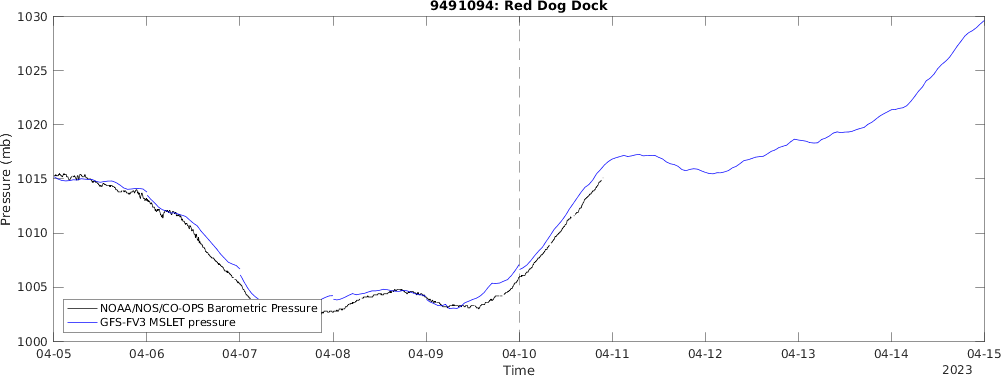 9491094: Red Dog Dock
Pressure (mb)
1030
1025
1020
1015
1010
1005
1000
NOAA/NOS/CO-OPS Barometric Pressure
GFS-FV3 MSLET pressure
04-05 04-06 04-07 04-08 04-09 04-10 04-11 04-12 04-13 04-14 04-15
Time
2023